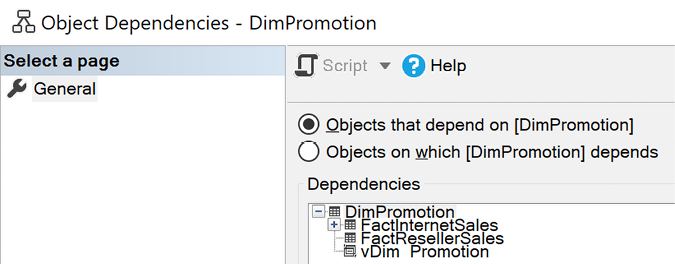 Object Dependencies - DimPromotion
Select a page
General
Script
Help
Objects that depend on [DimPromotion]
Objects on which [DimPromotion] depends
Dependencies
DimPromotion
FactInternetSales
FactResellerSales
vDim_Promotion